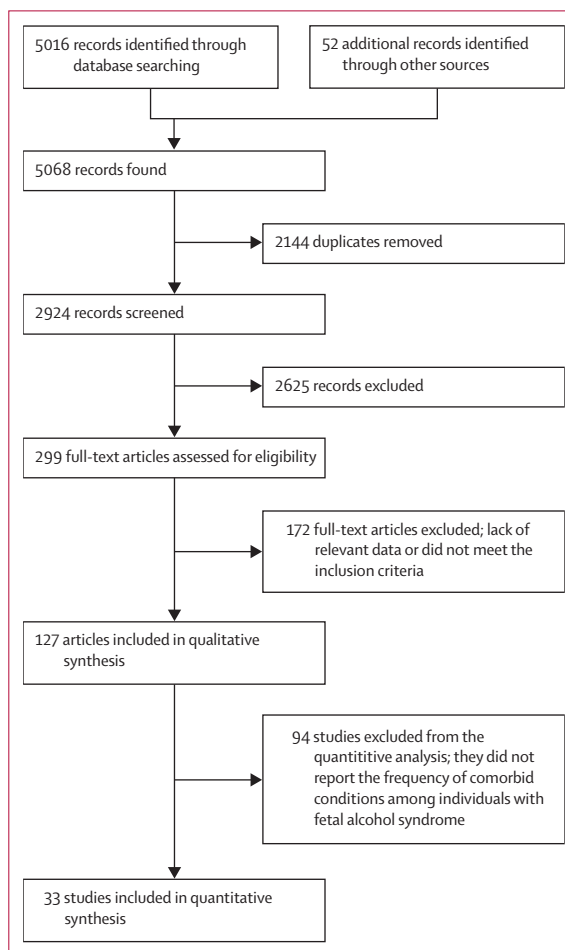 5016 records identified through
database searching
52 additional records identified
through other sources
5068 records found
2144 duplicates removed
2924 records screened
2625 records excluded
299 full-text articles assessed for eligibility
172 full-text articles excluded; lack of
relevant data or did not meet the
inclusion criteria
127 articles included in qualitative
synthesis
94 studies excluded from the
quantititive analysis; they did not
report the frequency of comorbid
conditions among individuals with
fetal alcohol syndrome
33 studies included in quantitative
synthesis